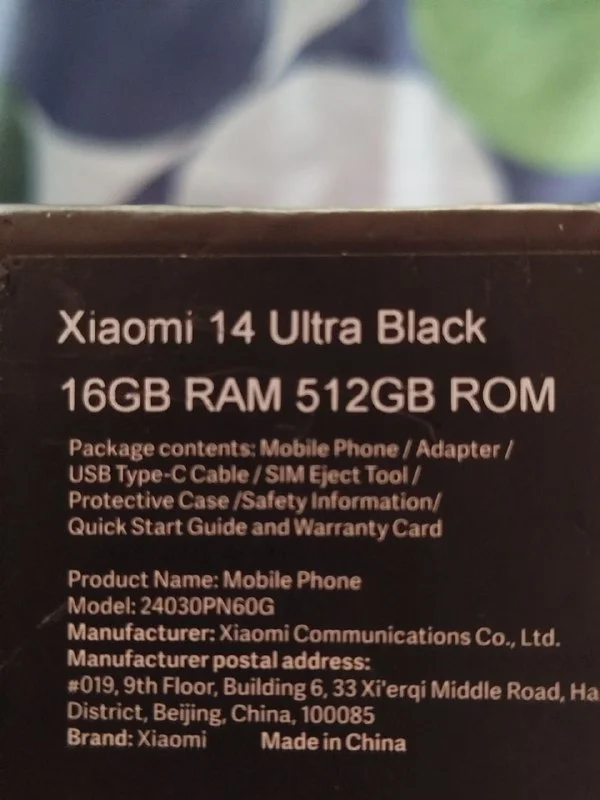 Xiaomi 14 Ultra Black
16GB RAM 512GB ROM
Package contents: Mobile Phone / Adapter /
USB Type-C Cable / SIM Eject Tool /
Protective Case /Safety Information/
Quick Start Guide and Warranty Card
Product Name: Mobile Phone
Model: 24030PN60G
Manufacturer: Xiaomi Communications Co., Ltd.
Manufacturer postal address:
#019, 9th Floor, Building 6, 33 Xi'erqi Middle Road, Ha
District, Beijing, China, 100085
Brand: Xiaomi Made in China